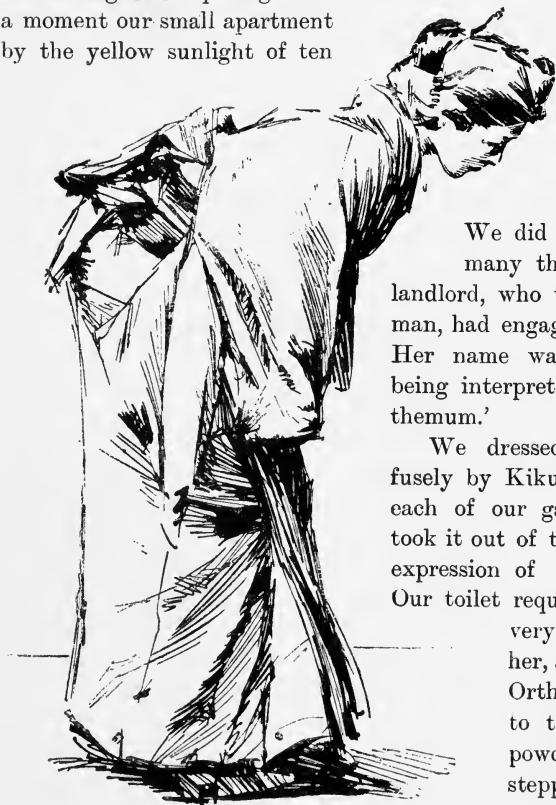 a moment our small apartment
by the yellow sunlight of ten
We did
many th
landlord, who
man, had engag
Her name wa
being interpret
themum.’
We dressed
fusely by Kiku
each of our ga
took it out of t
expression of
Our toilet requ
very
her,
Orth
to t
powd
stepp